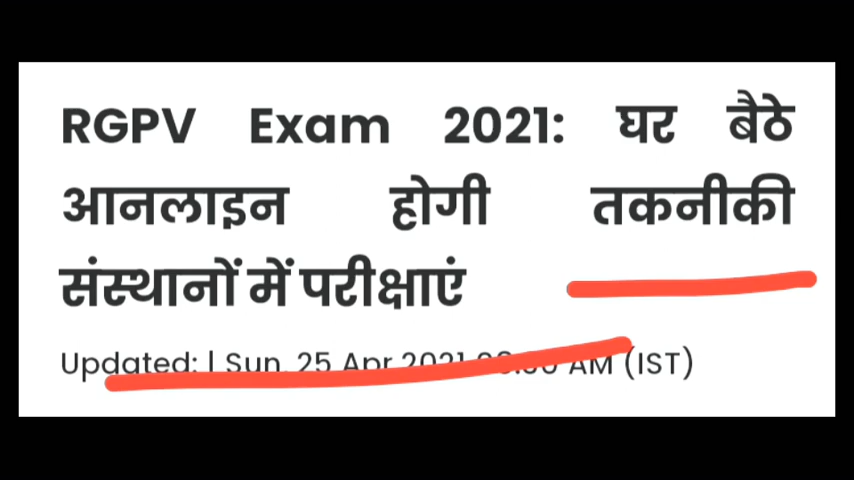 RGPV Exam 2021: घर बैठे
आनलाइन होगी तकनीकी
संस्थानों में परीक्षाएं
Updated: | Sun, 25 Apr 2021 AM (IST)